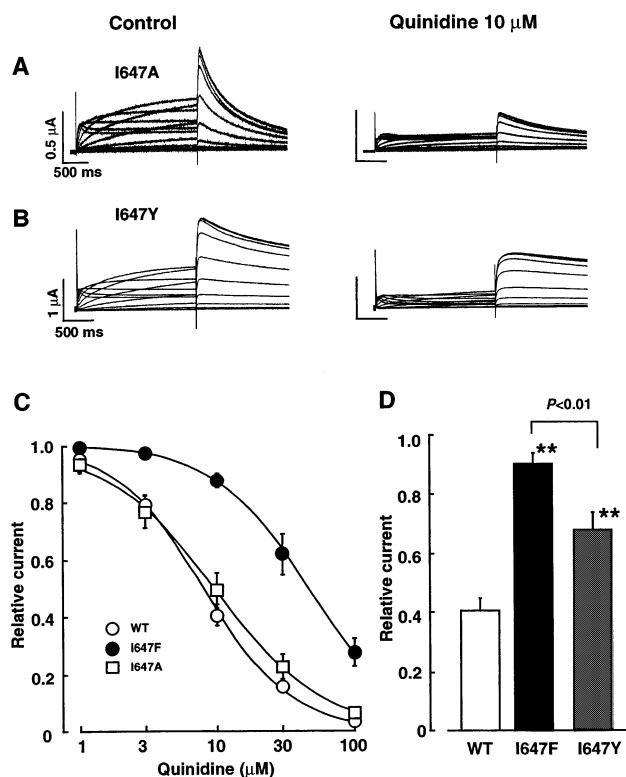 Control
Quinidine 10 μM
A
I647A
0.5 μA
500 ms
B
I647Y
1 μA
500 ms
C
Relative current
1.0
0.8
0.6
0.4
0.2
0
WT
I647F
I647A
1
3
10
30
100
Quinidine (μM)
D
P<0.01
Relative current
1.0
0.8
0.6
0.4
0.2
0
**
**
WT
I647F
I647Y